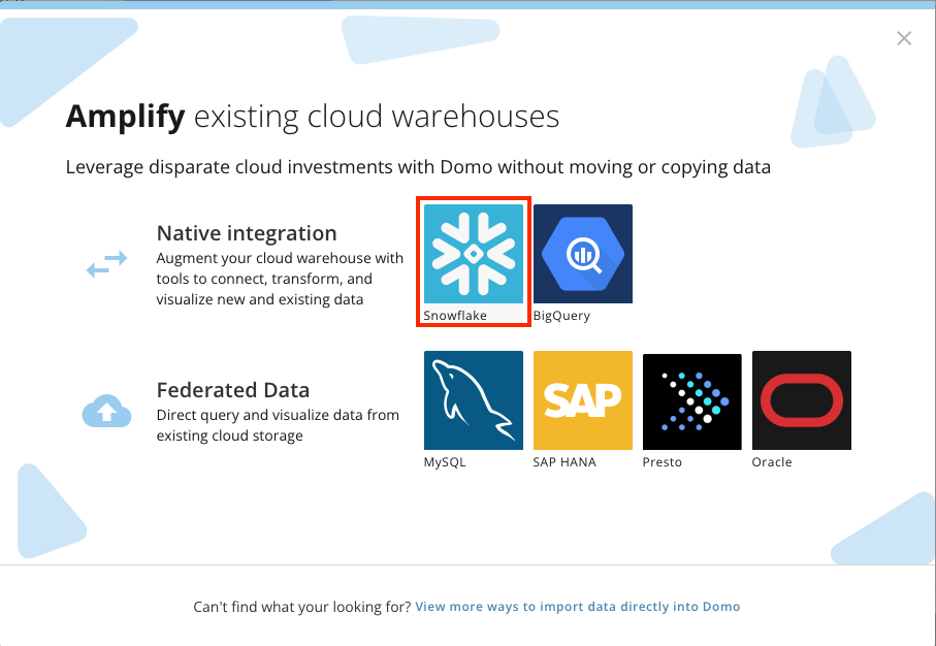 Amplify existing cloud warehouses
Leverage disparate cloud investments with Domo without moving or copying data
Native integration
Augment your cloud warehouse with
tools to connect, transform, and
visualize new and existing data
Snowflake
BigQuery
Federated Data
Direct query and visualize data from
existing cloud storage
SAP
MySQL
SAP HANA
Presto
Oracle
Can't find what your looking for? View more ways to import data directly into Domo